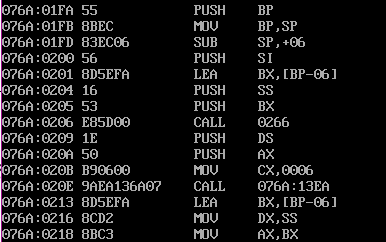 076A:01FA 55 PUSH BP
076A:01FB 8BEC MOV BP,SP
076A:01FD 83EC06 SUB SP,+06
076A:0200 56 PUSH SI
076A:0201 8D5EFA LEA BX,[BP-06]
076A:0204 16 PUSH SS
076A:0205 53 PUSH BX
076A:0206 E85D00 CALL 0266
076A:0209 1E PUSH DS
076A:020A 50 PUSH AX
076A:020B B90600 MOV CX,0006
076A:020E 9AEA136A07 CALL 076A:13EA
076A:0213 8D5EFA LEA BX,[BP-06]
076A:0216 8CD2 MOV DX,SS
076A:0218 8BC3 MOV AX,BX